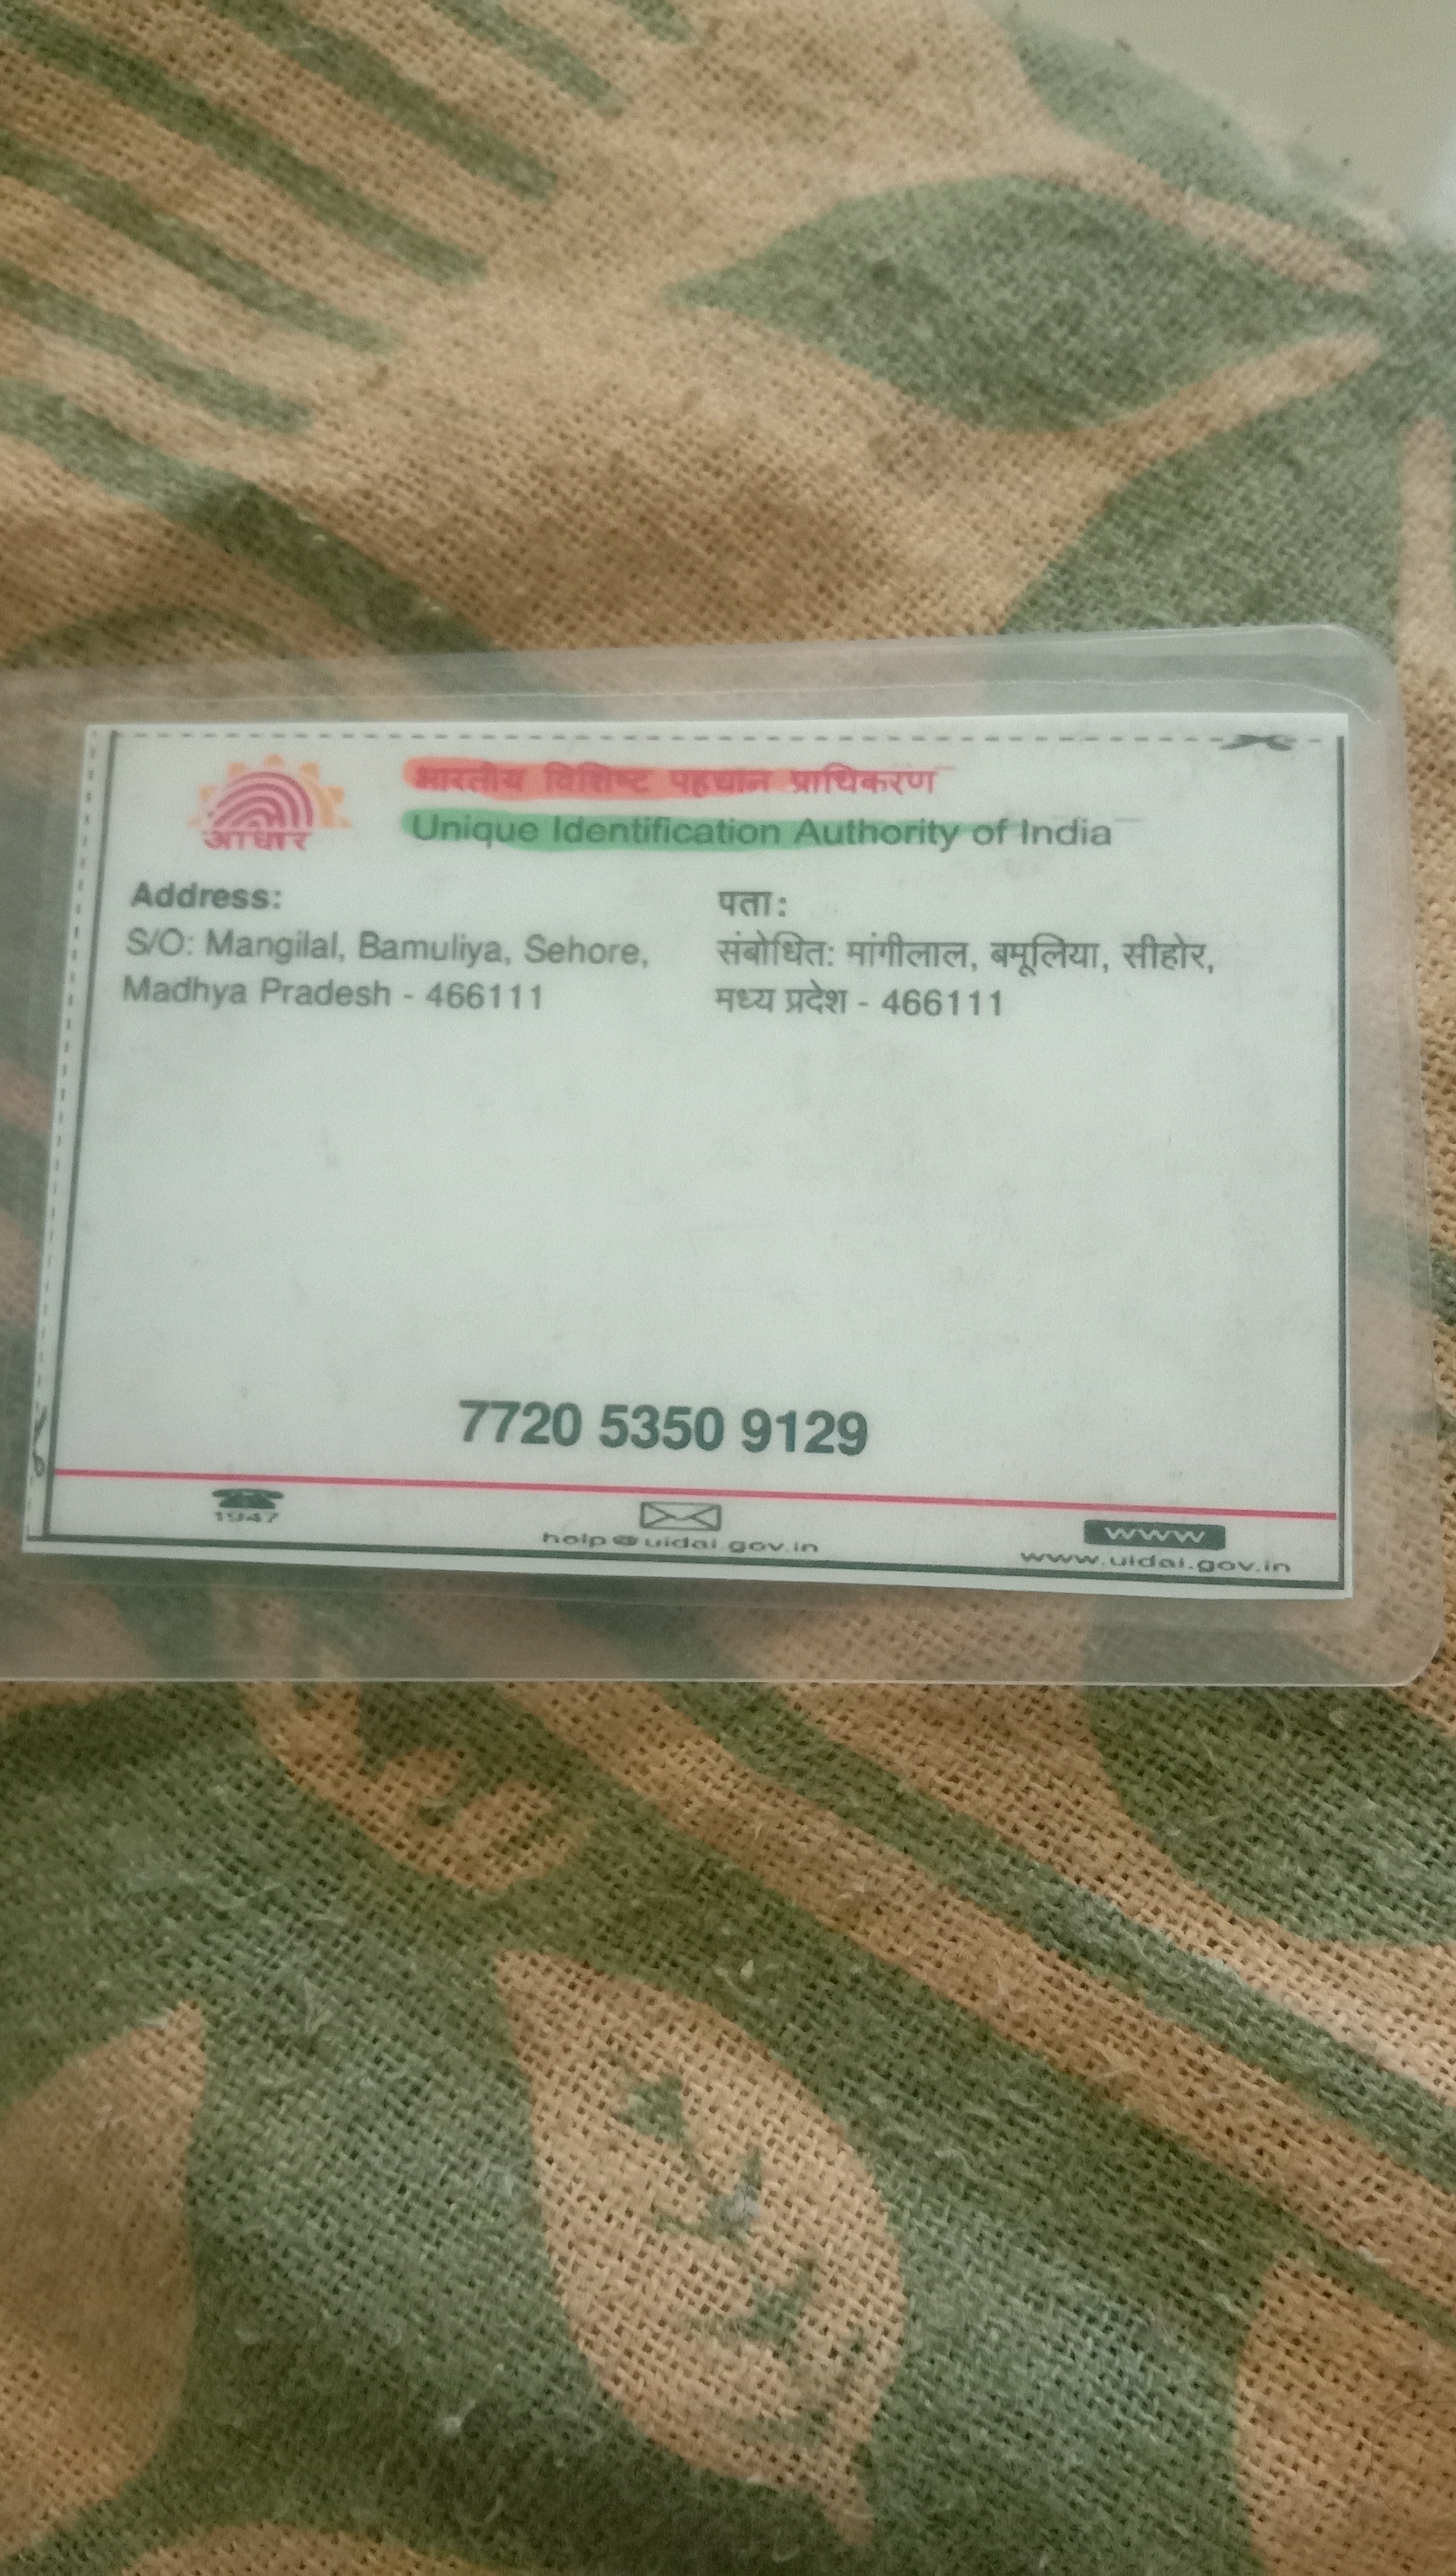 आधार
भारतीय विशिष्ट पहचान प्राधिकरण
Unique Identification Authority of India
Address:
S/O: Mangilal, Bamuliya, Sehore,
Madhya Pradesh - 466111
पता:
संबोधित: मांगीलाल, बमूलिया, सीहोर,
मध्य प्रदेश - 466111
7720 5350 9129
1947
help@uidai.gov.in
WWW
www.uidai.gov.in